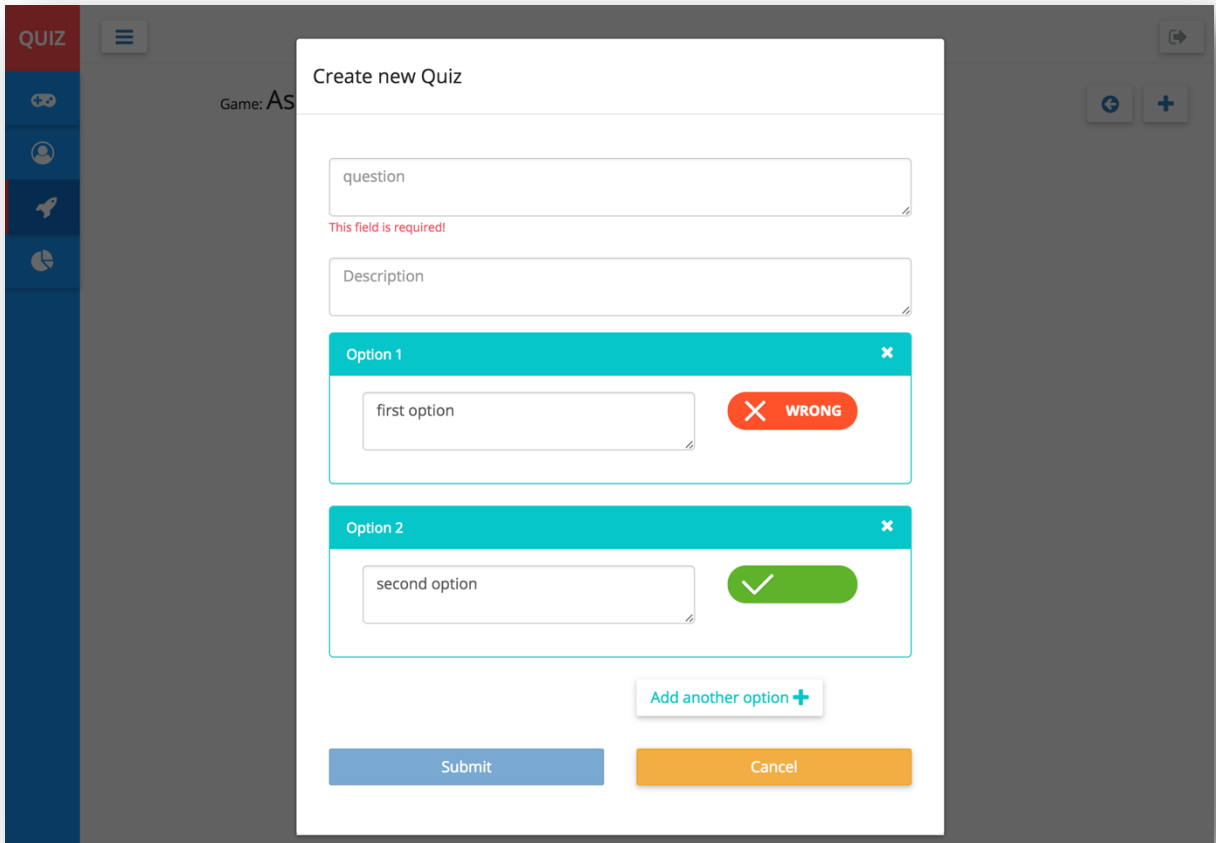 QUIZ
Create new Quiz
Game: As
question
This field is required!
Description
Option 1
first option
WRONG
Option 2
second option
Add another option
Submit
Cancel